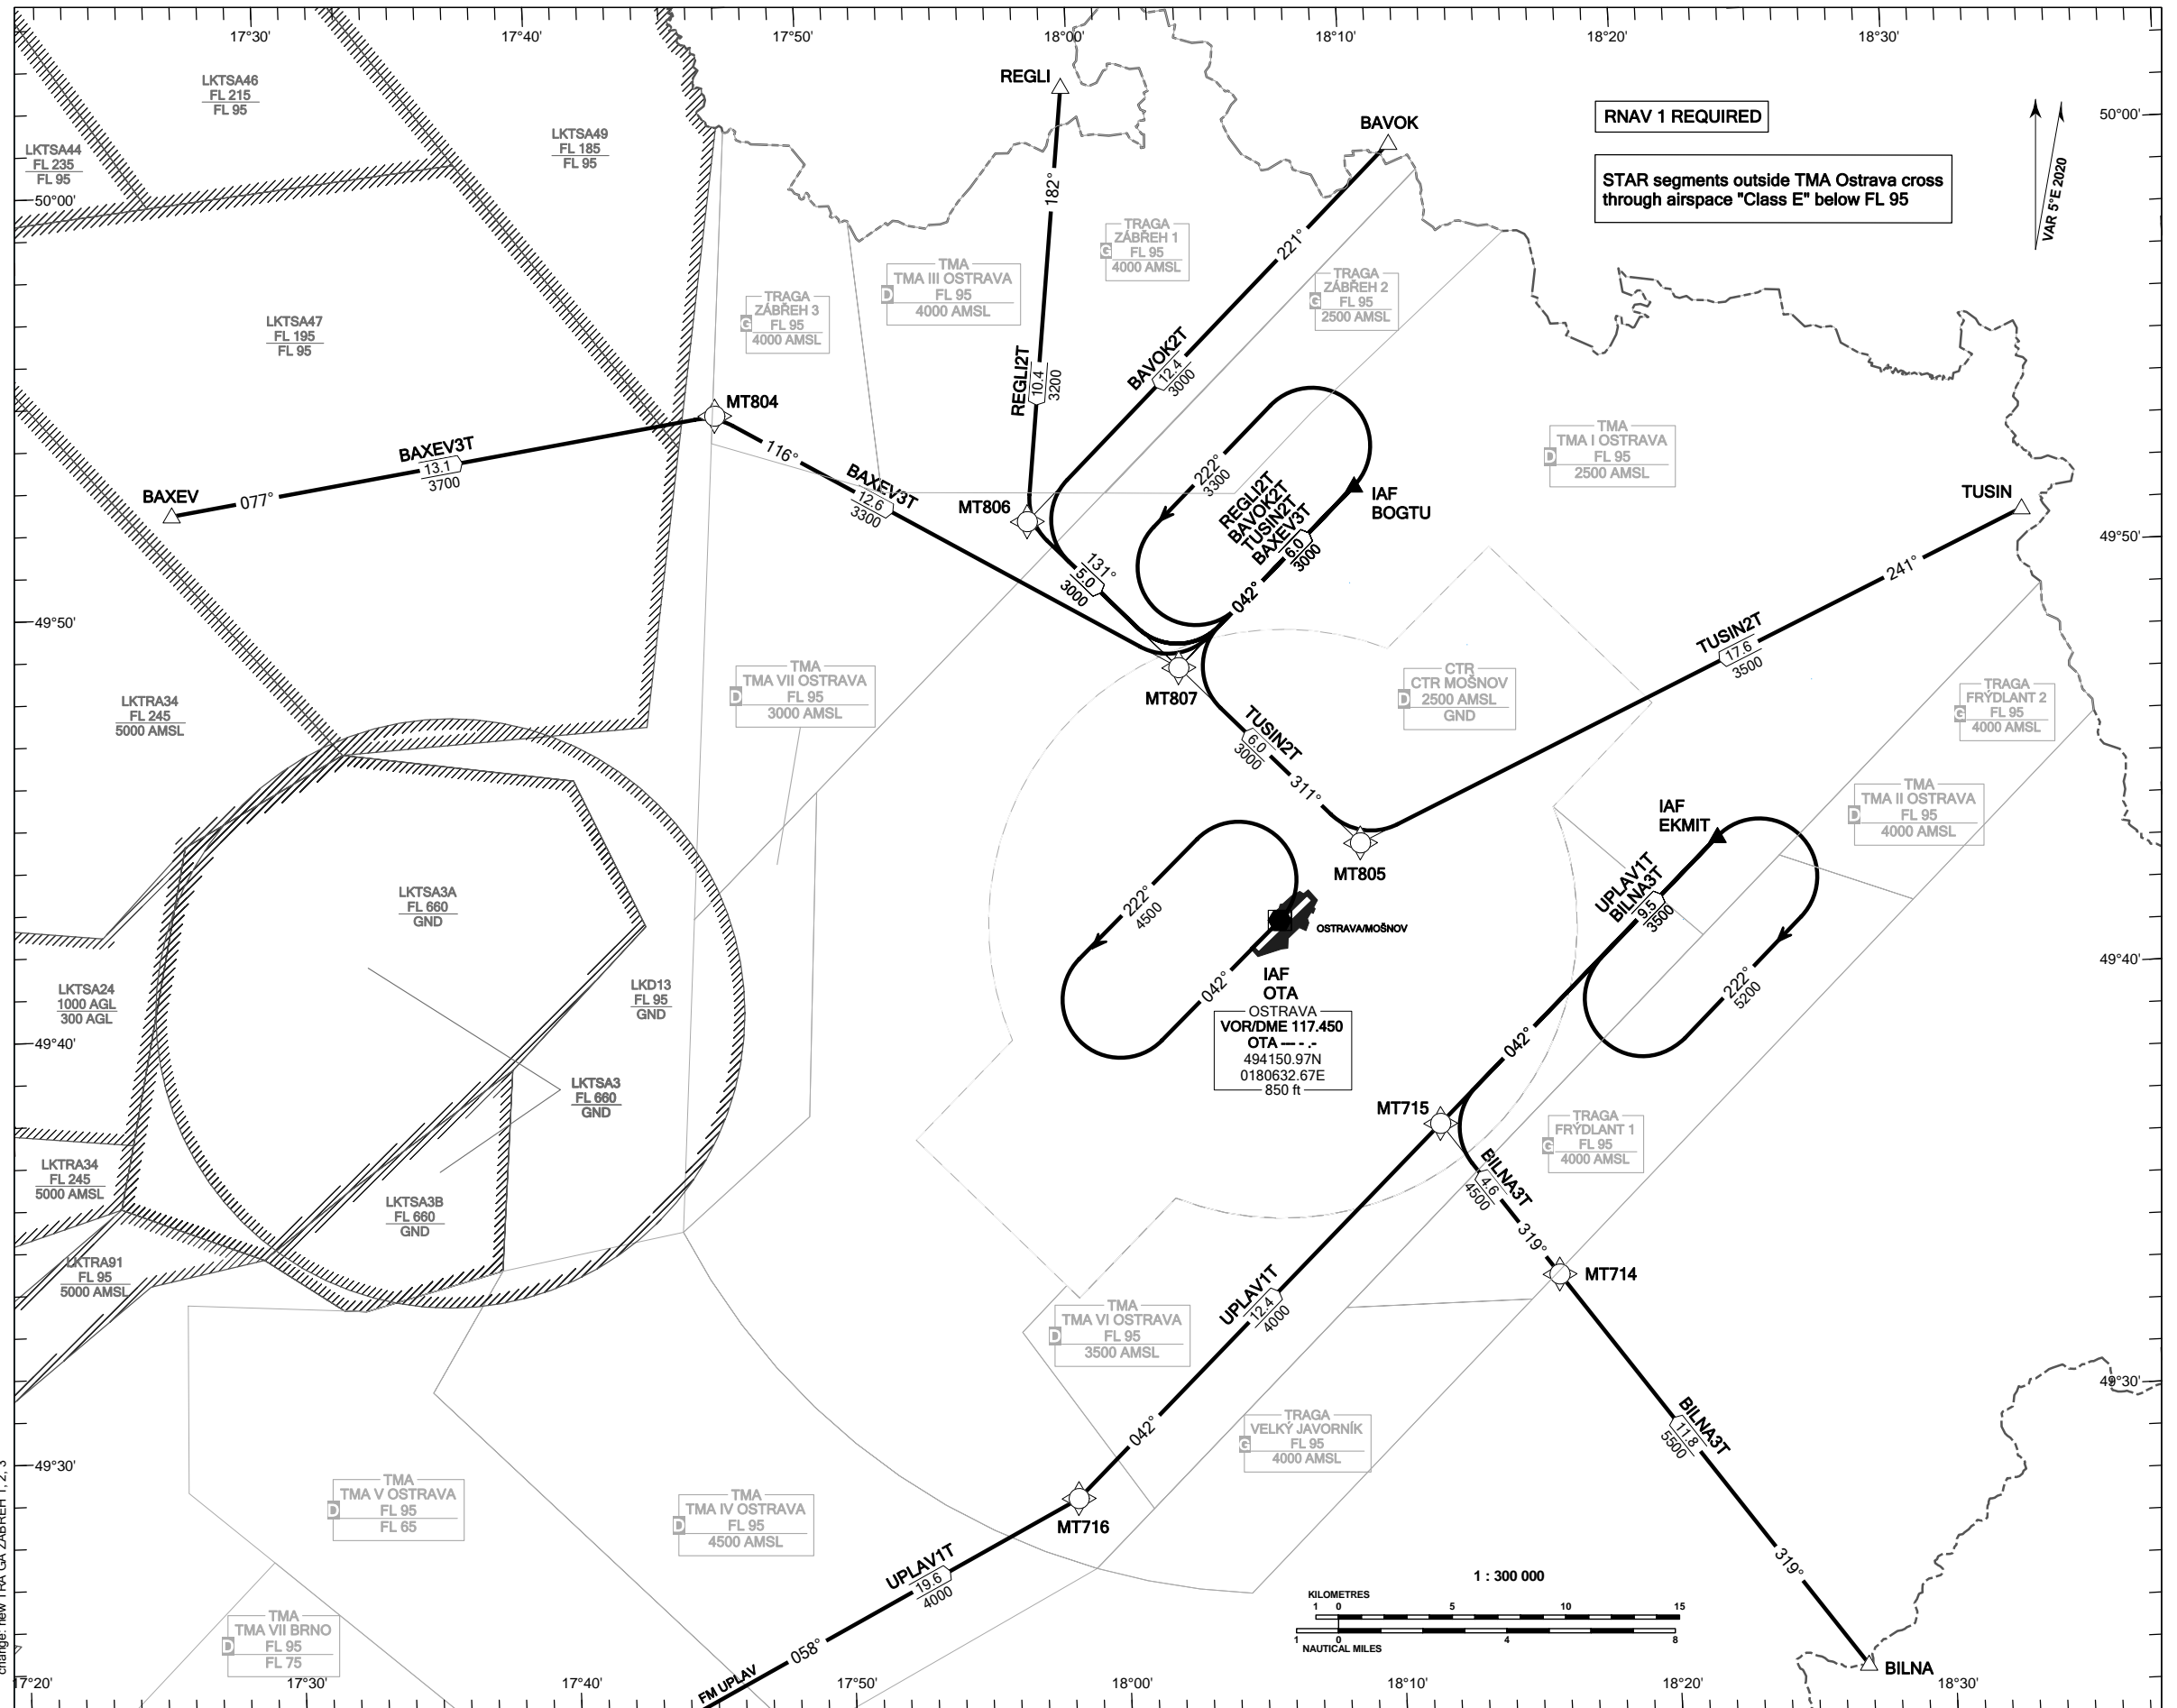 17°30'
17°40'
17°50'
18°00'
18°10'
18°20'
18°30'
LKTSA46
FL 215
FL 95
LKTSA44
FL 235
FL 95
LKTSA49
FL 185
FL 95
REGLI
BAVOK
RNAV 1 REQUIRED
STAR segments outside TMA Ostrava cross
through airspace "Class E" below FL 95
VAR 5°E 2020
50°00'
50°00'
182°
221°
TRAGA
ZÁBŘEH 1
G
FL 95
4000 AMSL
TMA
TMA III OSTRAVA
D
FL 95
4000 AMSL
TRAGA
ZÁBŘEH 2
G
FL 95
2500 AMSL
TRAGA
ZÁBŘEH 3
G
FL 95
4000 AMSL
LKTSA47
FL 195
FL 95
REGLI2T
10.4
3200
BAVOK2T
12.4
3000
MT804
BAXEV3T
13.1
3700
BAXEV
077°
116°
BAXEV3T
12.6
3300
MT806
222°
3300
IAF
BOGTU
REGLI2T
BAVOK2T
TUSIN2T
BAXEV3T
6.0
3000
042°
131°
5.0
3000
TMA
TMA I OSTRAVA
D
FL 95
2500 AMSL
TUSIN
49°50'
241°
TUSIN2T
17.6
3500
49°50'
MT807
TMA
TMA VII OSTRAVA
D
FL 95
3000 AMSL
CTR
CTR MOŠNOV
D
2500 AMSL
GND
TRAGA
FRÝDLANT 2
G
FL 95
4000 AMSL
LKTRA34
FL 245
5000 AMSL
TUSIN2T
6.0
3000
311°
MT805
TMA
TMA II OSTRAVA
D
FL 95
4000 AMSL
IAF
EKMIT
UPLAV1T
BILNA3T
9.5
3500
LKTSA3A
FL 660
GND
222°
4500
OSTRAVA/MOŠNOV
042°
222°
5200
49°40'
LKTSA24
1000 AGL
300 AGL
LKD13
FL 95
GND
IAF
OTA
OSTRAVA
VOR/DME 117.450
OTA --- - .-
494150.97N
0180632.67E
850 ft
49°40'
042°
LKTSA3
FL 660
GND
MT715
TRAGA
FRÝDLANT 1
G
FL 95
4000 AMSL
LKTRA34
FL 245
5000 AMSL
BILNA3T
4.6
4500
319°
LKTSA3B
FL 660
GND
MT714
LKTRA91
FL 95
5000 AMSL
UPLAV1T
12.4
4000
TMA
TMA VI OSTRAVA
D
FL 95
3500 AMSL
49°30'
BILNA3T
11.8
5500
TRAGA
VELKÝ JAVORNÍK
G
FL 95
4000 AMSL
042°
49°30'
TMA
TMA V OSTRAVA
D
FL 95
FL 65
TMA
TMA IV OSTRAVA
D
FL 95
4500 AMSL
MT716
UPLAV1T
19.6
4000
319°
1 : 300 000
KILOMETRES
1 0 5 10 15
1 0 4 8
NAUTICAL MILES
TMA
TMA VII BRNO
D
FL 95
FL 75
058°
FM UPLAV
BILNA
change: new TRA GA ZÁBŘEH 1, 2, 3
17°20'
17°30'
17°40'
17°50'
18°00'
18°10'
18°20'
18°30'